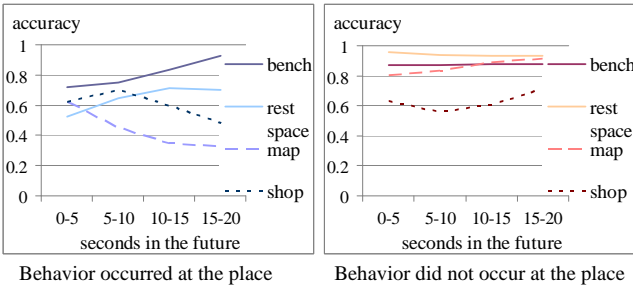 accuracy
1
0.8
0.6
0.4
0.2
0
0-5 5-10 10-15 15-20
seconds in the future
bench
rest
space
map
shop
Behavior occurred at the place
accuracy
1
0.8
0.6
0.4
0.2
0
0-5 5-10 10-15 15-20
seconds in the future
bench
rest
space
map
shop
Behavior did not occur at the place